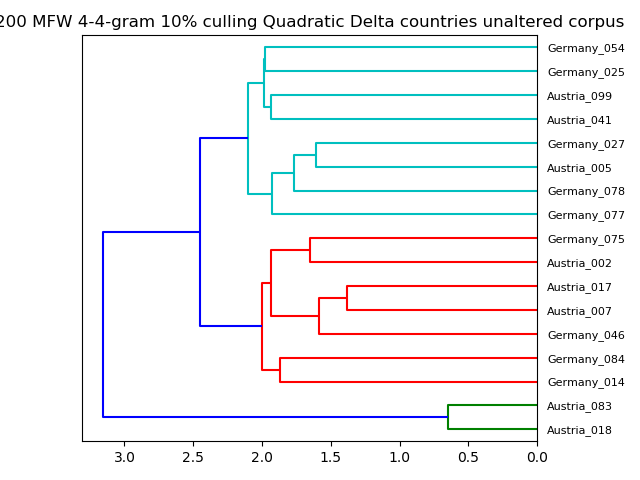 200 MFW 4-4-gram 10% culling Quadratic Delta countries unaltered corpus
Germany_054
Germany_025
Austria_099
Austria_041
Germany_027
Austria_005
Germany_078
Germany_077
Germany_075
Austria_002
Austria_017
Austria_007
Germany_046
Germany_084
Germany_014
Austria_083
Austria_018
3.0 2.5 2.0 1.5 1.0 0.5 0.0